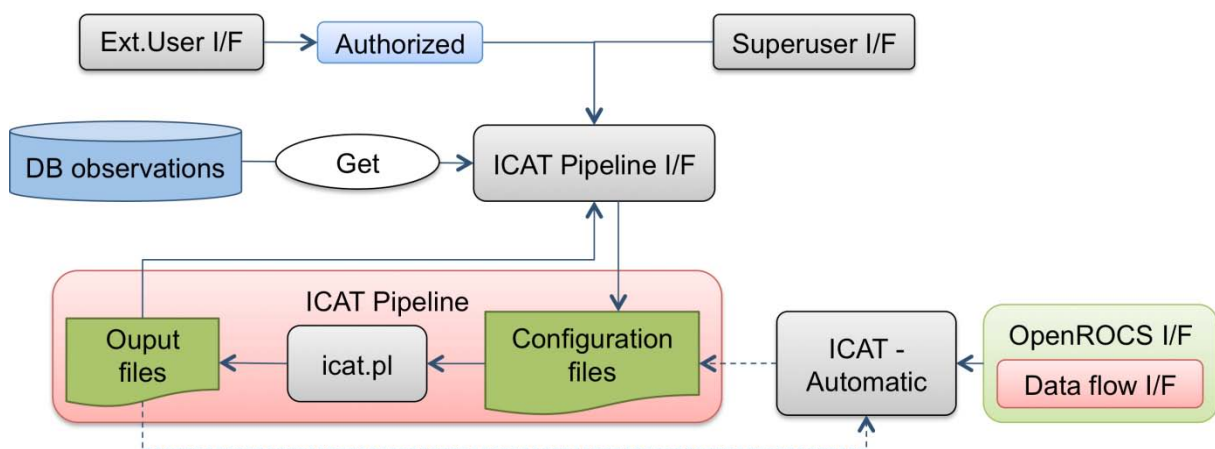 Ext.User I/F
Authorized
Superuser I/F
DB observations
Get
ICAT Pipeline I/F
ICAT Pipeline
Ouput
files
icat.pl
Configuration
files
ICAT -
Automatic
OpenROCS I/F
Data flow I/F